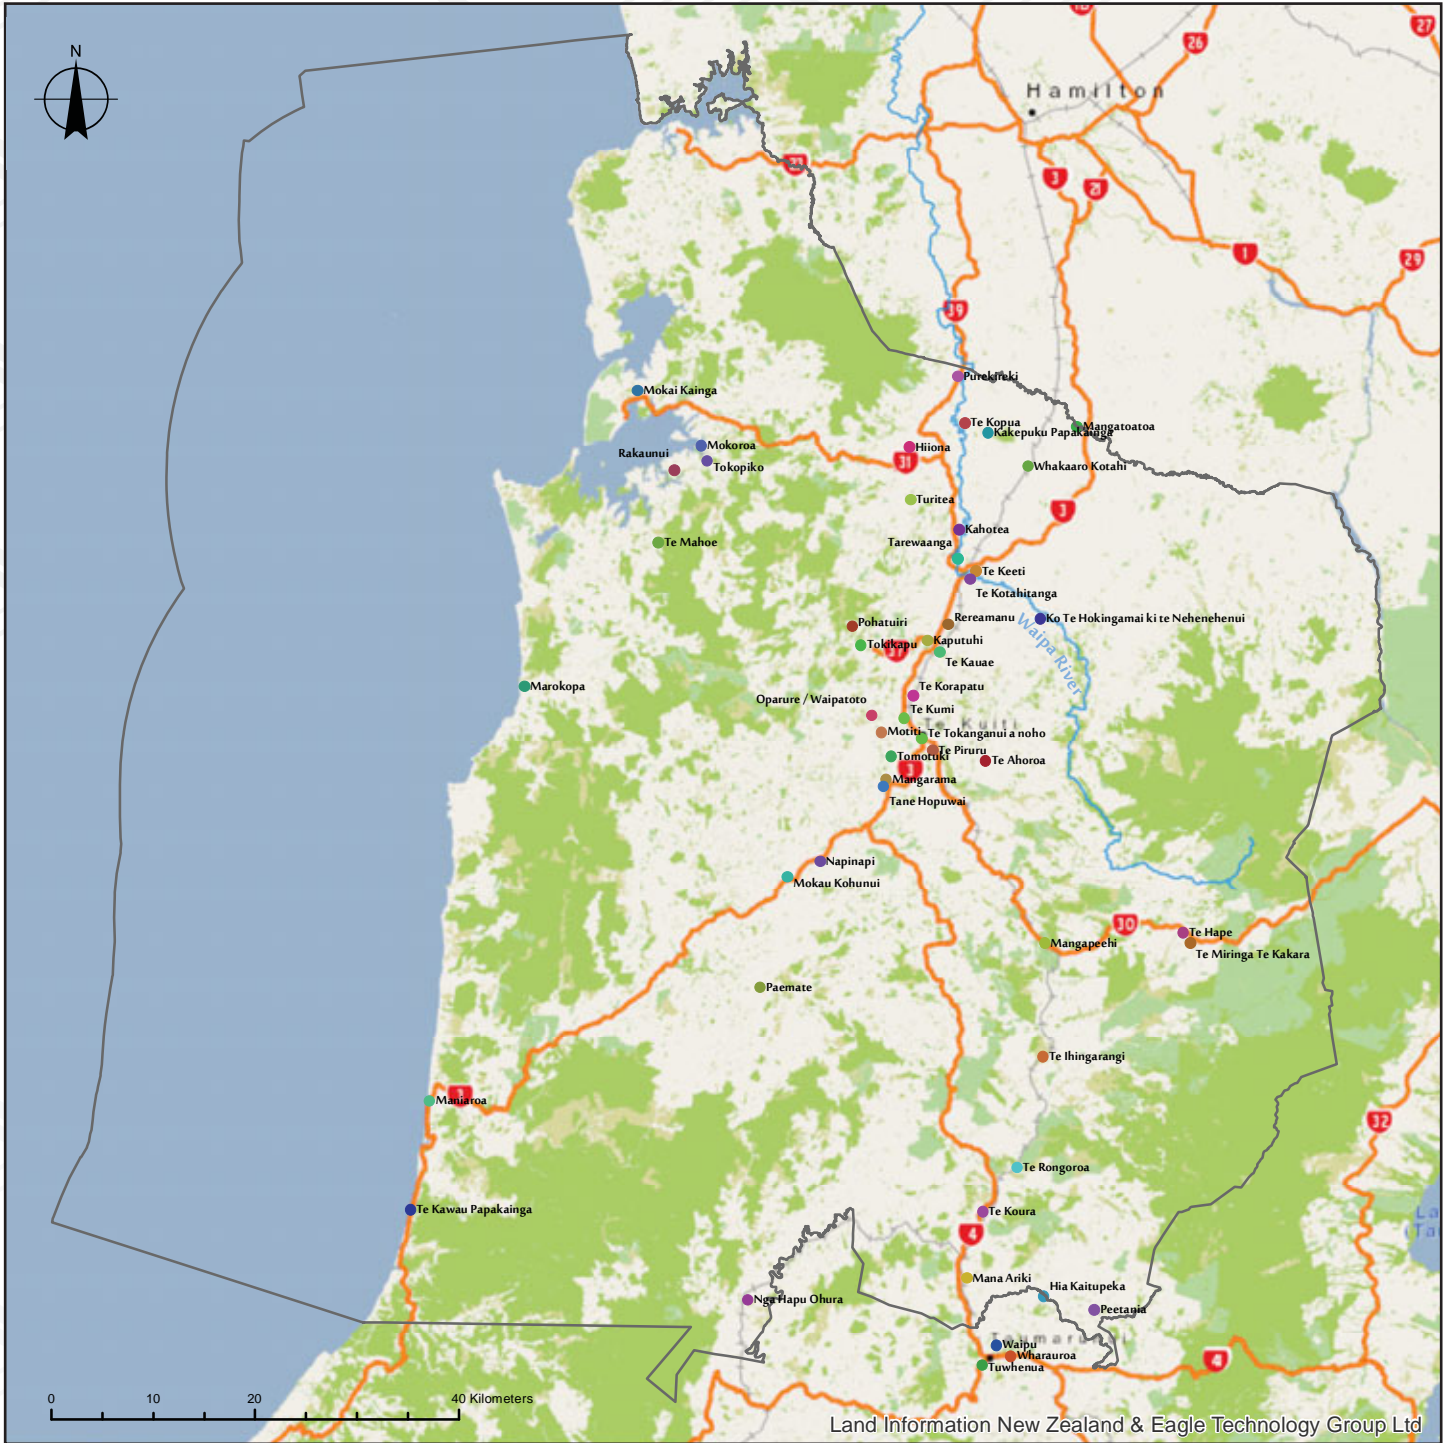 N
27
26
Hamilton
23
3
21
1
29
39
Purekireki
Mokai Kainga
Te Kopua
Kakepuku Papakainga
Mangatoatoa
Mokoroa
Hiiona
Rakaunui
Tokopiko
31
Whakaaro Kotahi
Turitea
3
Kahotea
Tarewaanga
Te Mahoe
Te Keeti
Te Kotahitanga
Pohatuiri
Rereamanu
Ko Te Hokingamai ki te Nehenehenui
Waipa River
Tokikapu
37
Kaputuhi
Te Kauae
Marokopa
Te Korapatu
Oparure / Waipatoto
Te Kumi
Te Kuiti
Motiti
Te Tokanganui a noho
Te Piruru
Tomotuki
Te Ahoroa
3
Mangarama
Tane Hopuwai
Napinapi
Mokau Kohunui
30
Te Hape
Mangapeehi
Te Miringa Te Kakara
Paemate
Te Ihingarangi
3
Maniaroa
32
Te Rongoroa
Te Kawau Papakainga
Te Koura
4
Mana Ariki
Hia Kaitupeka
Nga Hapu Ohura
Peetania
Taumarunui
Waipu
Wharauroa
4
Tuwhenua
0 10 20 40 Kilometers
Land Information New Zealand & Eagle Technology Group Ltd